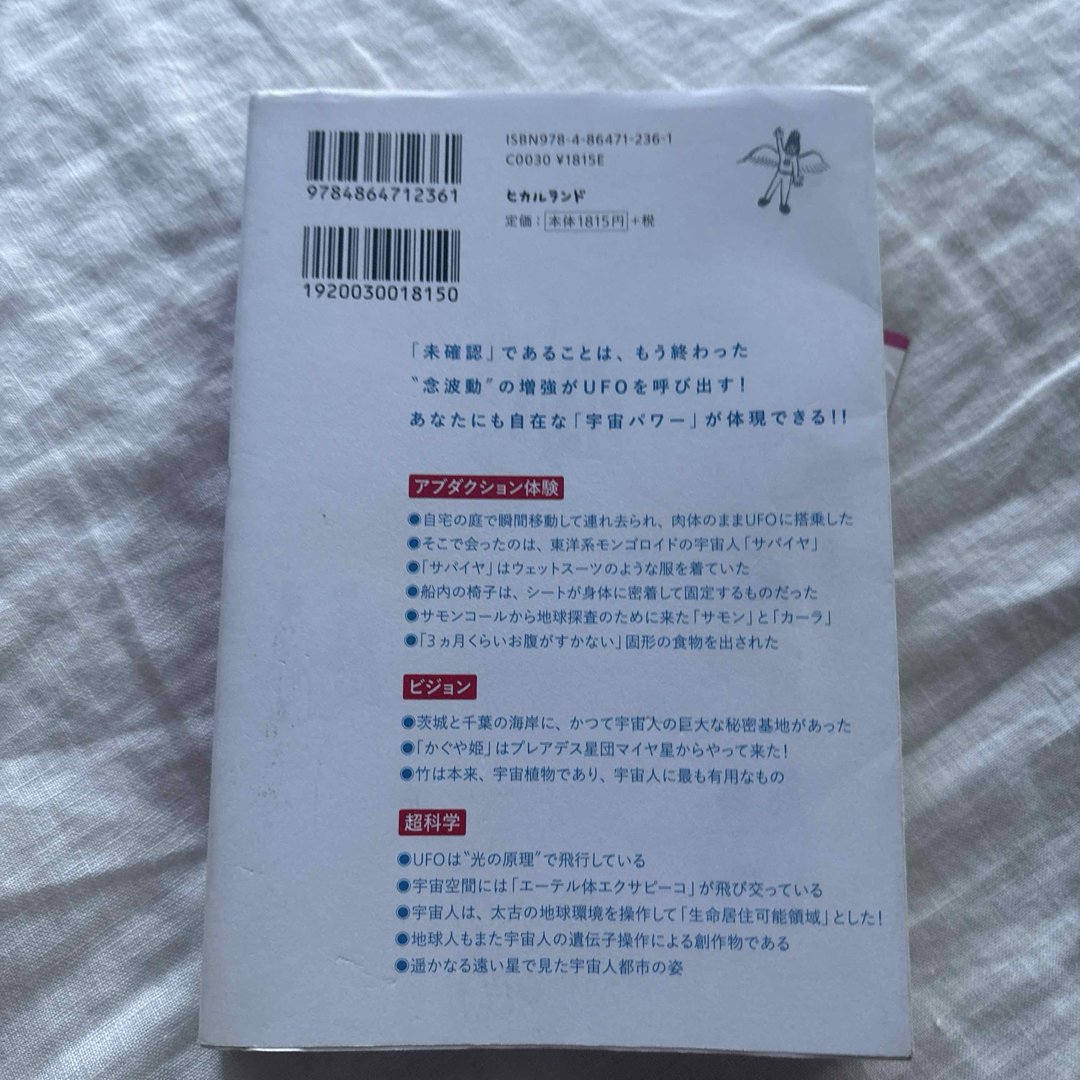 9784864712361
ISBN978-4-86471-236-1
C0030 ¥1815E
ヒカルランド
定価：本体1815円+税
1920030018150
「未確認」であることは、もう終わった
“念波動”の増強がUFOを呼び出す！
あなたにも自在な「宇宙パワー」が体現できる！！
アブダクション体験
●自宅の庭で瞬間移動して連れ去られ、肉体のままUFOに搭乗した
●そこで会ったのは、東洋系モンゴロイドの宇宙人「サパイヤ」
●「サパイヤ」はウェットスーツのような服を着ていた
●船内の椅子は、シートが身体に密着して固定するものだった
●サモンコールから地球探査のために来た「サモン」と「カーラ」
●「3ヵ月くらいお腹がすかない」固形の食物を出された
ビジョン
●茨城と千葉の海岸に、かつて宇宙人の巨大な秘密基地があった
●「かぐや姫」はプレアデス星団マイヤ星からやって来た！
●竹は本来、宇宙植物であり、宇宙人に最も有用なもの
超科学
●UFOは“光の原理”で飛行している
●宇宙空間には「エーテル体エクサピーコ」が飛び交っている
●宇宙人は、太古の地球環境を操作して「生命居住可能領域」とした！
●地球人もまた宇宙人の遺伝子操作による創作物である
●遥かなる遠い星で見た宇宙人都市の姿